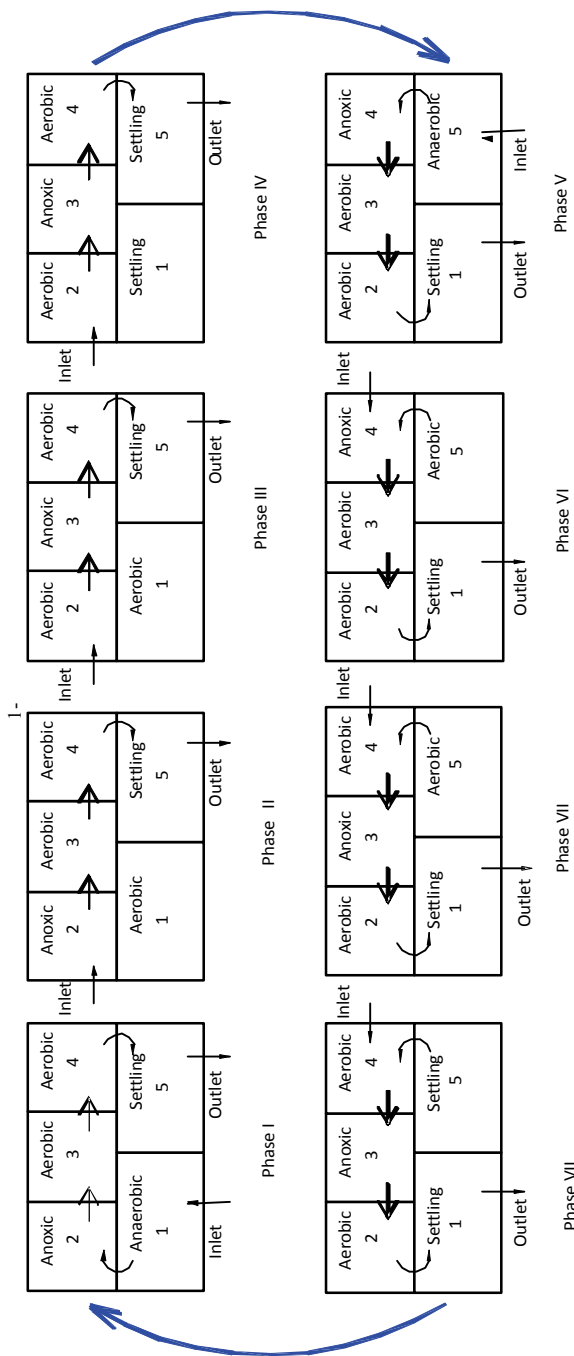 1-
Anoxic Aerobic Aerobic
2 3 4
Anaerobic Settling
1 5
Inlet Outlet
Phase I
Anoxic Aerobic Aerobic
2 3 4
Inlet
Aerobic Settling
1 5
Outlet
Phase II
Aerobic Anoxic Aerobic
2 3 4
Inlet
Aerobic Settling
1 5
Outlet
Phase III
Aerobic Anoxic Aerobic
2 3 4
Inlet
Settling Settling
1 5
Outlet
Phase IV
Aerobic Anoxic Aerobic
Inlet
2 3 4
Settling Settling
1 5
Outlet
Phase VII
Aerobic Anoxic Aerobic
Inlet
2 3 4
Settling Aerobic
1 5
Outlet
Phase VII
Aerobic Aerobic Anoxic
Inlet
2 3 4
Settling Aerobic
1 5
Outlet
Phase VI
Aerobic Aerobic Anoxic
2 3 4
Settling Anaerobic
1 5
Outlet Inlet
Phase V